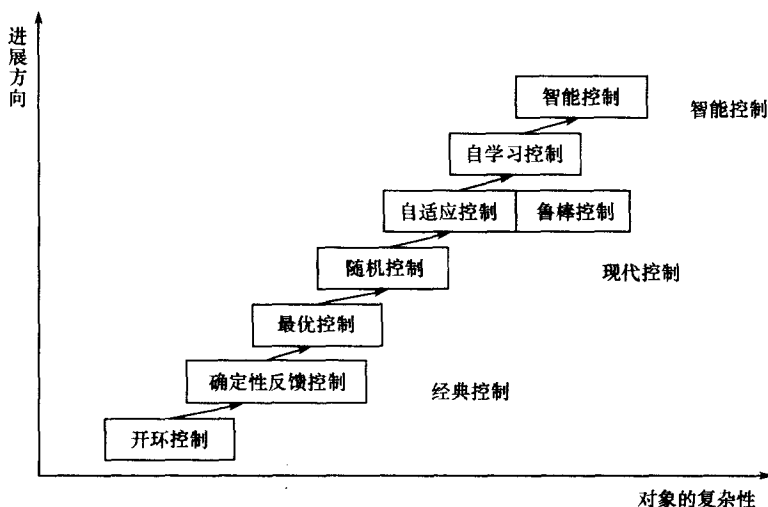 进展方向
智能控制
智能控制
自学习控制
自适应控制
鲁棒控制
随机控制
现代控制
最优控制
确定性反馈控制
经典控制
开环控制
对象的复杂性